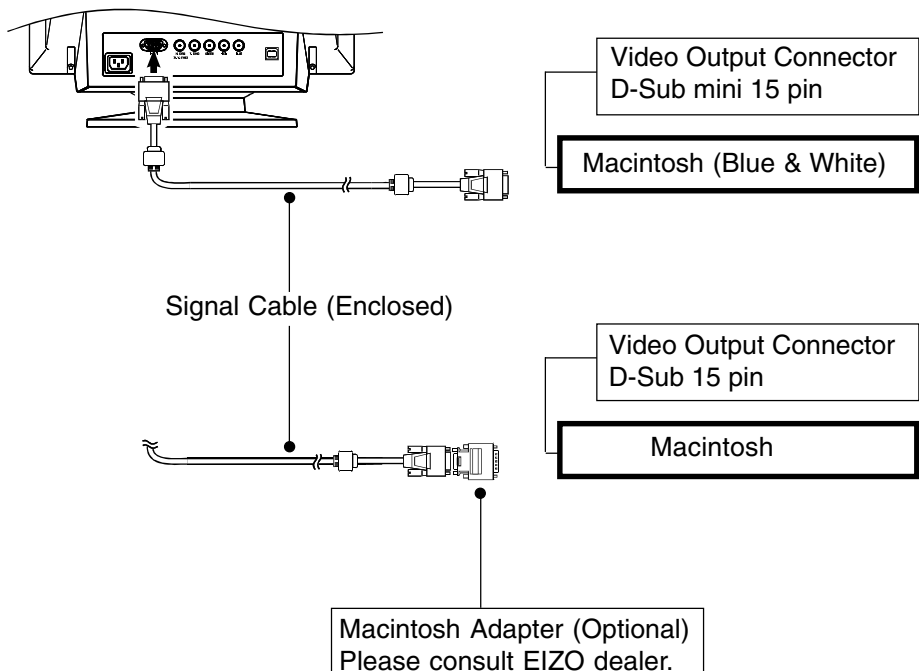 Video Output Connector
D-Sub mini 15 pin
Macintosh (Blue & White)
Signal Cable (Enclosed)
Video Output Connector
D-Sub 15 pin
Macintosh
Macintosh Adapter (Optional)
Please consult EIZO dealer.